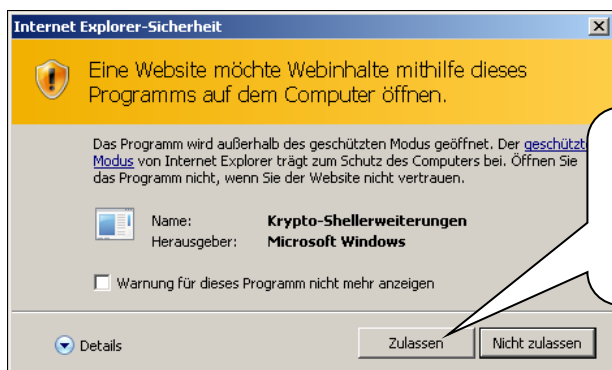 Internet Explorer-Sicherheit
Eine Website möchte Webinhalte mithilfe dieses
Programms auf dem Computer öffnen.
Das Programm wird außerhalb des geschützten Modus geöffnet. Der
Modus von Internet Explorer trägt zum Schutz des Computers bei. Öffnen Sie
das Programm nicht, wenn Sie der Website nicht vertrauen.
Name: Krypto-Shellerweiterungen
Herausgeber: Microsoft Windows
Warnung für dieses Programm nicht mehr anzeigen
Details
Zulassen
Nicht zulassen